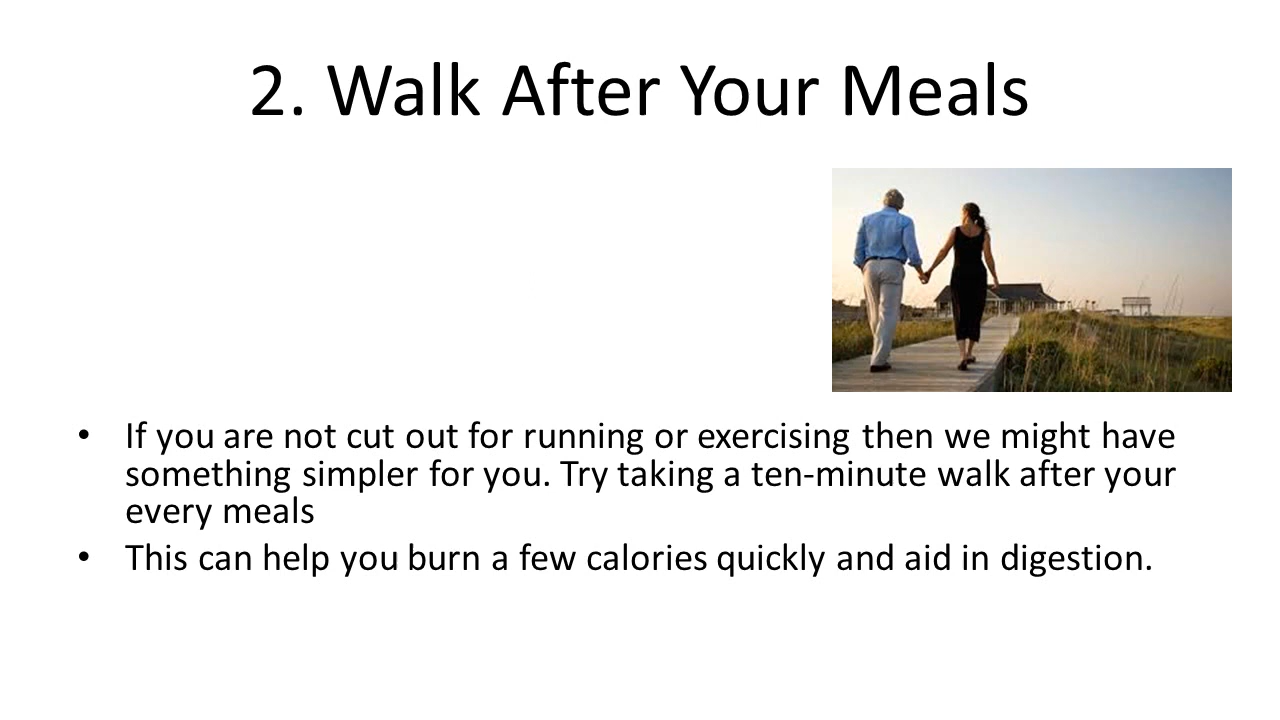 2. Walk After Your Meals
• If you are not cut out for running or exercising then we might have
something simpler for you. Try taking a ten-minute walk after your
every meals
• This can help you burn a few calories quickly and aid in digestion.